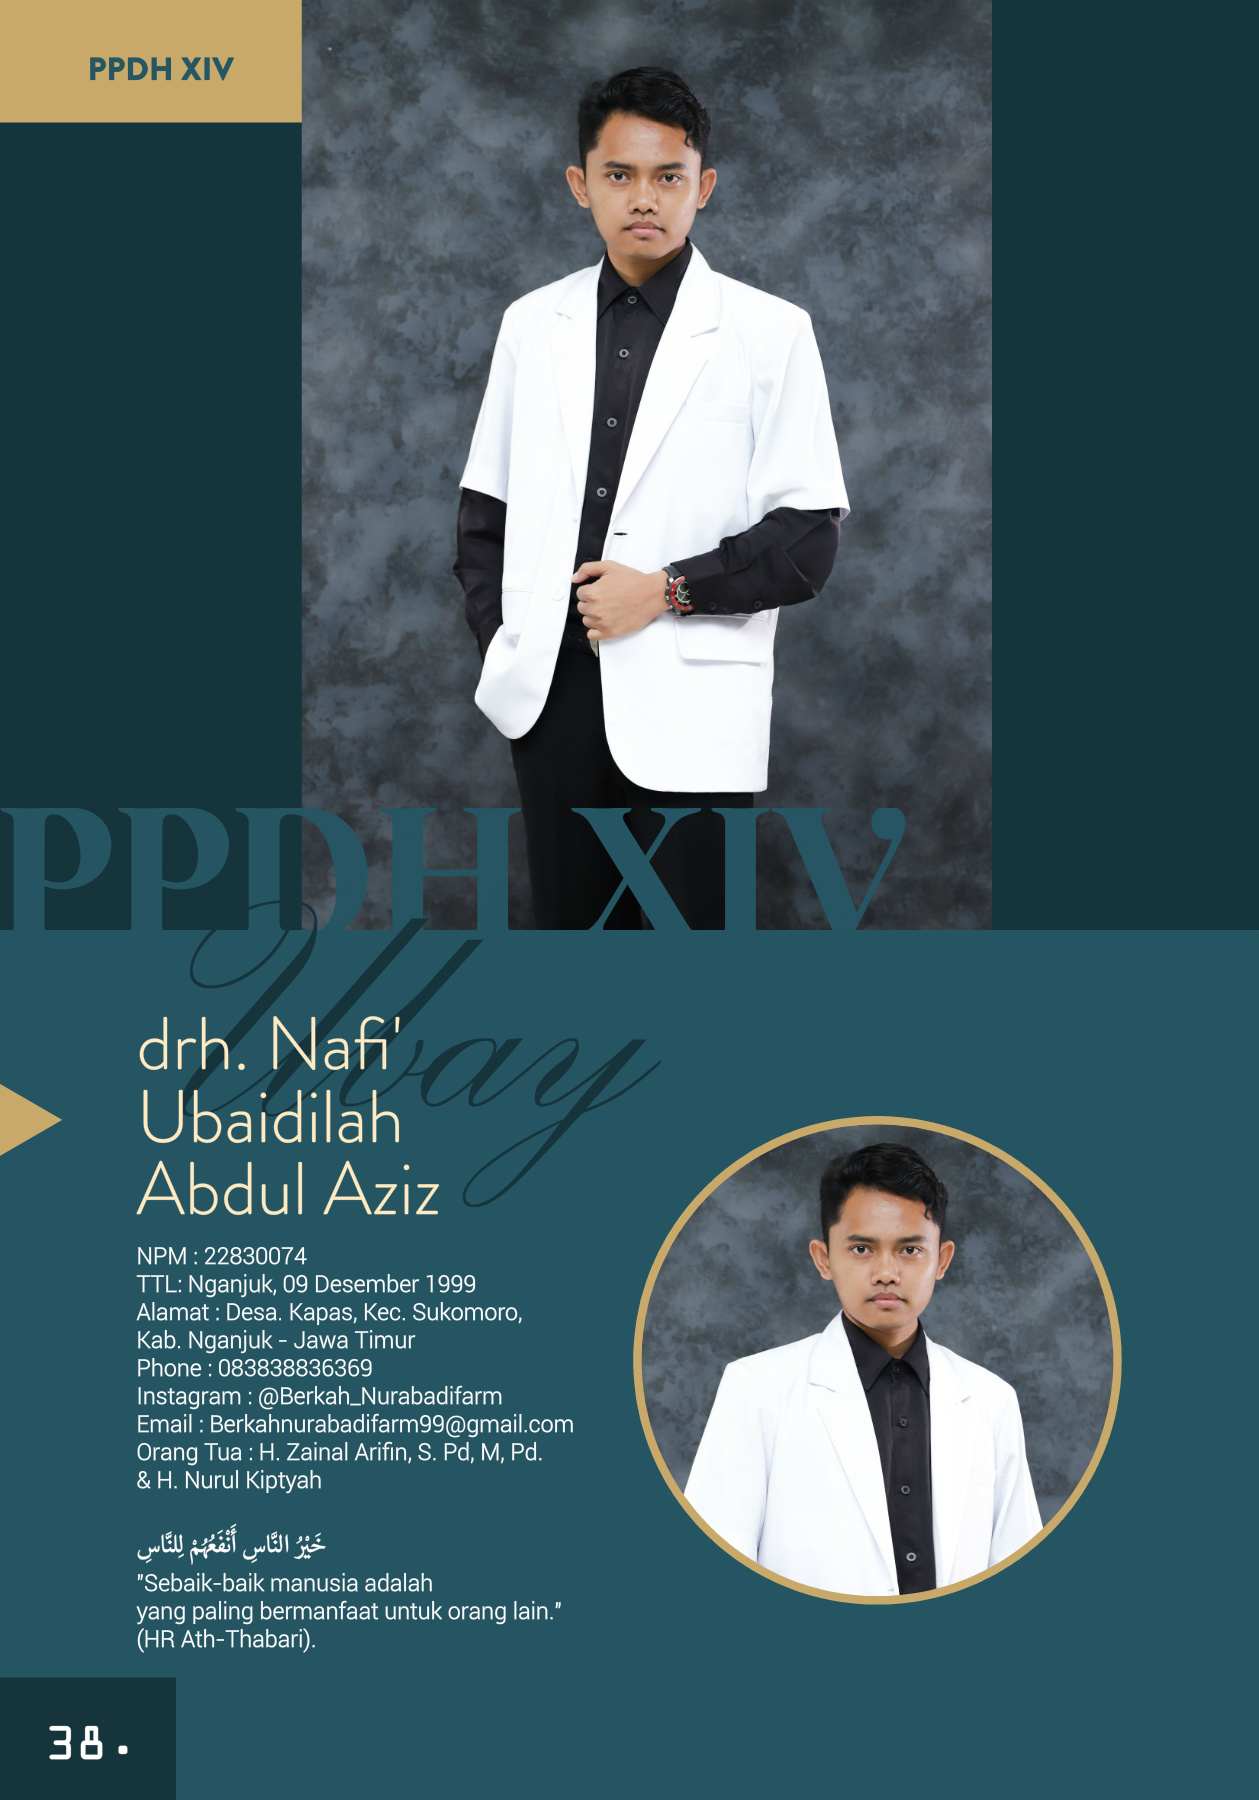 PPDH XIV
PPDH XIV
Ubay
drh. Nafi'
Ubaidilah
Abdul Aziz
NPM : 22830074
TTL: Nganjuk, 09 Desember 1999
Alamat : Desa. Kapas, Kec. Sukomoro,
Kab. Nganjuk - Jawa Timur
Phone : 083838836369
Instagram : @Berkah_Nurabadifarm
Email : Berkahnurabadifarm99@gmail.com
Orang Tua : H. Zainal Arifin, S. Pd, M, Pd.
& H. Nurul Kiptyah
خَيْرُ النَّاسِ أَنْفَعُهُمْ لِلنَّاسِ
"Sebaik-baik manusia adalah
yang paling bermanfaat untuk orang lain."
(HR Ath-Thabari).
38.